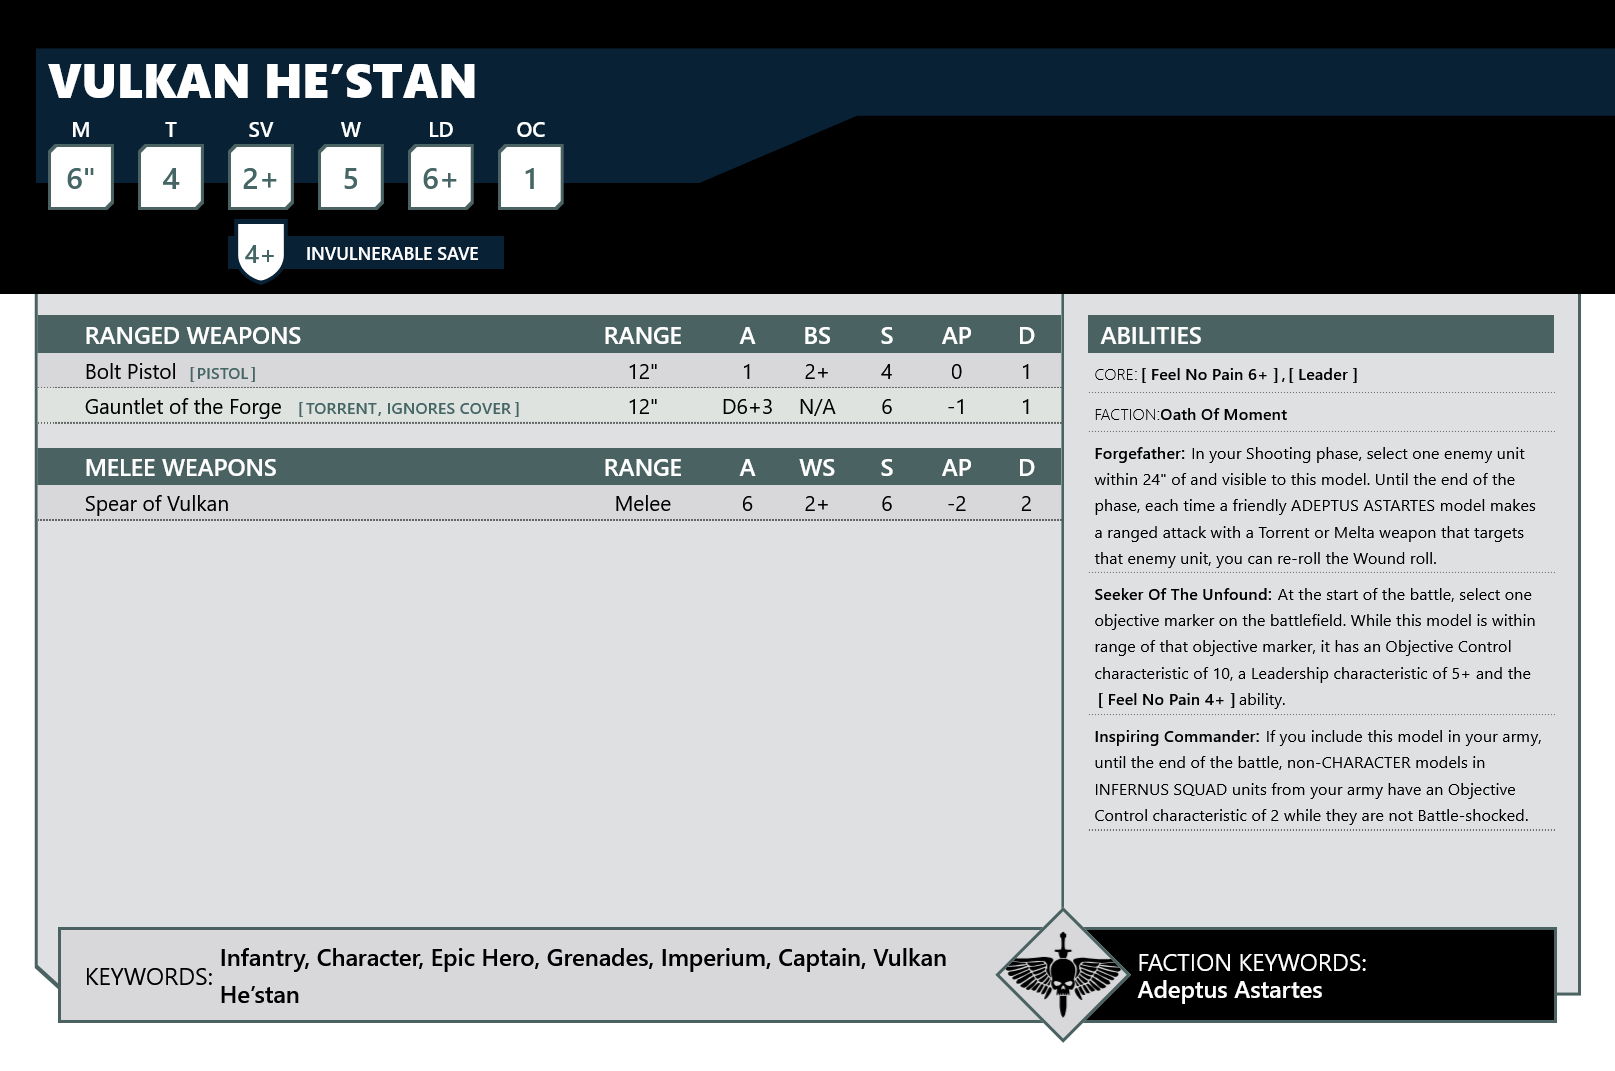 VULKAN HE’STAN
M T SV W LD OC
6" 4 2+ 5 6+ 1
4+ INVULNERABLE SAVE
RANGED WEAPONS RANGE A BS S AP D
Bolt Pistol [PISTOL] 12" 1 2+ 4 0 1
Gauntlet of the Forge [TORRENT, IGNORES COVER] 12" D6+3 N/A 6 -1 1
MELEE WEAPONS RANGE A WS S AP D
Spear of Vulkan Melee 6 2+ 6 -2 2
ABILITIES
CORE: [ Feel No Pain 6+ ] , [ Leader ]
FACTION:Oath Of Moment
Forgefather: In your Shooting phase, select one enemy unit
within 24" of and visible to this model. Until the end of the
phase, each time a friendly ADEPTUS ASTARTES model makes
a ranged attack with a Torrent or Melta weapon that targets
that enemy unit, you can re-roll the Wound roll.
Seeker Of The Unfound: At the start of the battle, select one
objective marker on the battlefield. While this model is within
range of that objective marker, it has an Objective Control
characteristic of 10, a Leadership characteristic of 5+ and the
[ Feel No Pain 4+ ] ability.
Inspiring Commander: If you include this model in your army,
until the end of the battle, non-CHARACTER models in
INFERNUS SQUAD units from your army have an Objective
Control characteristic of 2 while they are not Battle-shocked.
KEYWORDS: Infantry, Character, Epic Hero, Grenades, Imperium, Captain, Vulkan
He’stan
FACTION KEYWORDS:
Adeptus Astartes